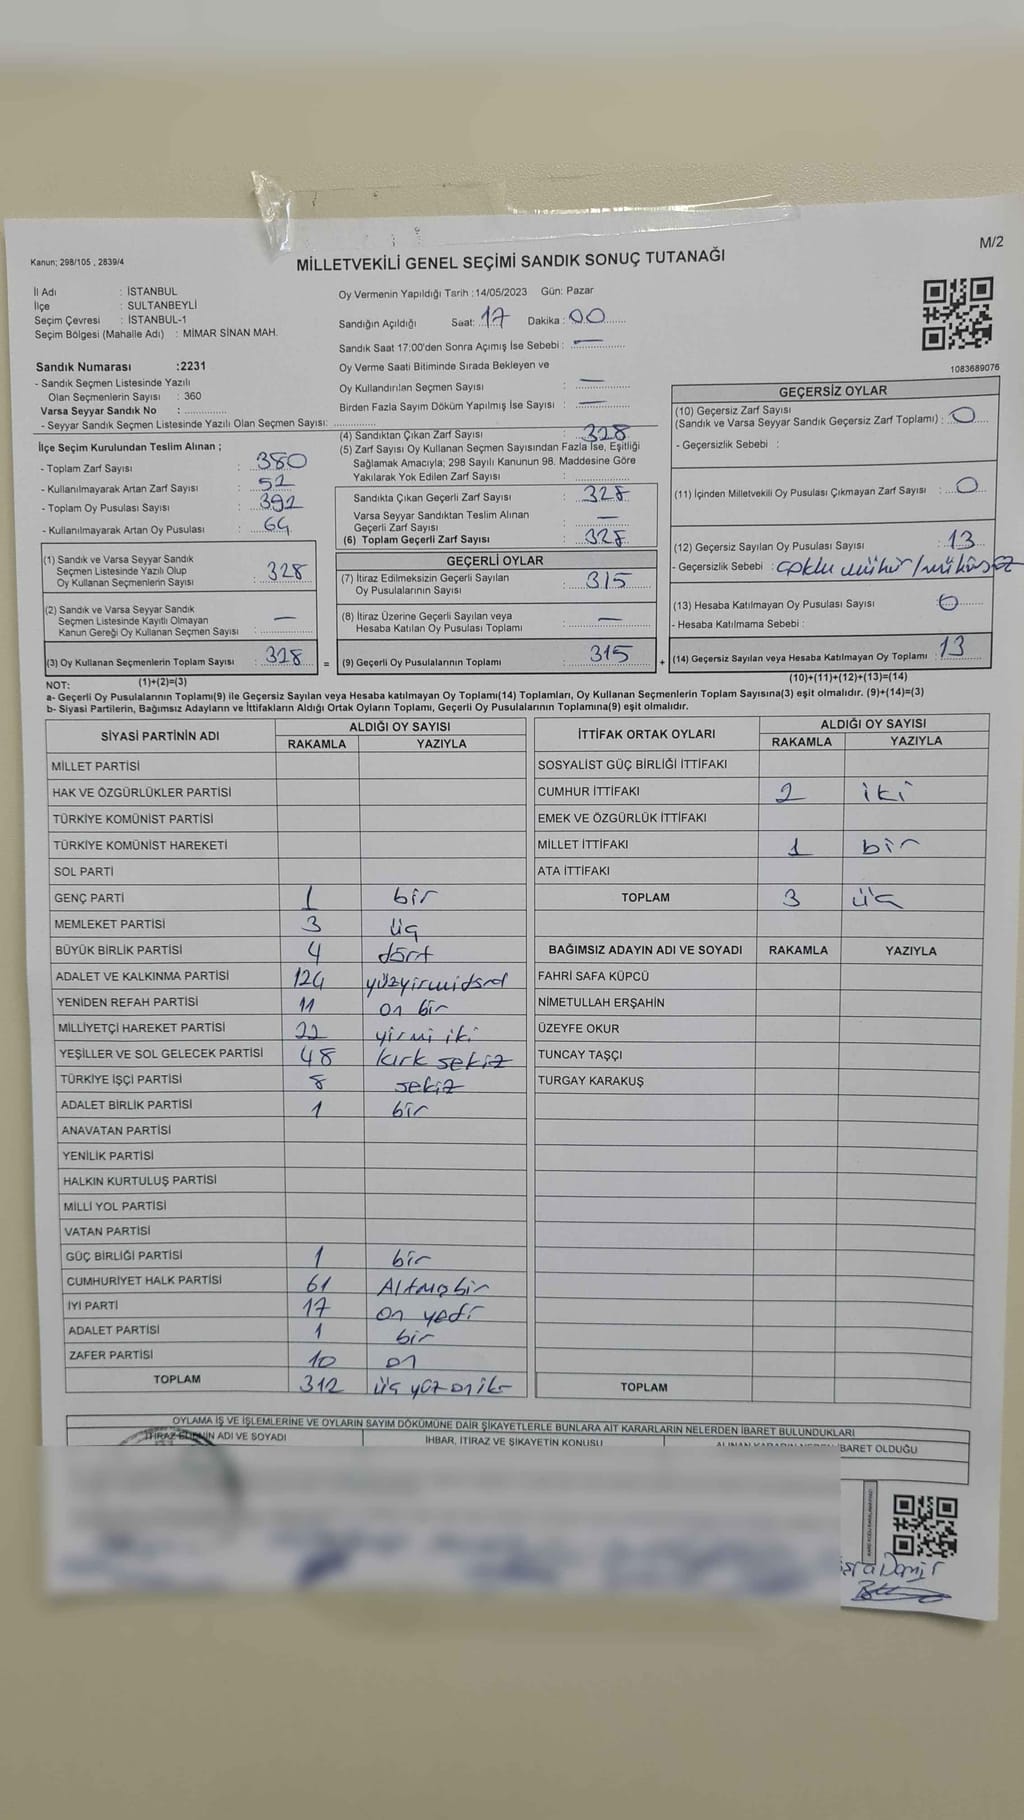 M/2
Kanun; 298/105 , 2839/4
MİLLETVEKİLİ GENEL SEÇİMİ SANDIK SONUÇ TUTANAĞI
İl Adı : İSTANBUL
İlçe : SULTANBEYLİ
Seçim Çevresi : İSTANBUL-1
Seçim Bölgesi (Mahalle Adı) : MİMAR SİNAN MAH.
Sandık Numarası :2231
- Sandık Seçmen Listesinde Yazılı
Olan Seçmenlerin Sayısı : 360
Varsa Seyyar Sandık No : ..............
- Seyyar Sandık Seçmen Listesinde Yazılı Olan Seçmen Sayısı: ..............
İlçe Seçim Kurulundan Teslim Alınan ;
- Toplam Zarf Sayısı : 380
- Kullanılmayarak Artan Zarf Sayısı : 52
- Toplam Oy Pusulası Sayısı : 392
- Kullanılmayarak Artan Oy Pusulası : 64
(1) Sandık ve Varsa Seyyar Sandık
Seçmen Listesinde Yazılı Olup
Oy Kullanan Seçmenlerin Sayısı : 328
(2) Sandık ve Varsa Seyyar Sandık
Seçmen Listesinde Kayıtlı Olmayan
Kanun Gereği Oy Kullanan Seçmen Sayısı : —
(3) Oy Kullanan Seçmenlerin Toplam Sayısı : 328
Oy Vermenin Yapıldığı Tarih :14/05/2023 Gün: Pazar
Sandığın Açıldığı Saat: 17 Dakika : 00
Sandık Saat 17:00'den Sonra Açımış İse Sebebi : —
Oy Verme Saati Bitiminde Sırada Bekleyen ve
Oy Kullandırılan Seçmen Sayısı : —
Birden Fazla Sayım Döküm Yapılmış İse Sayısı : —
(4) Sandıktan Çıkan Zarf Sayısı : 328
(5) Zarf Sayısı Oy Kullanan Seçmen Sayısından Fazla İse, Eşitliği
Sağlamak Amacıyla; 298 Sayılı Kanunun 98. Maddesine Göre
Yakılarak Yok Edilen Zarf Sayısı :
Sandıkta Çıkan Geçerli Zarf Sayısı : 328
Varsa Seyyar Sandıktan Teslim Alınan
Geçerli Zarf Sayısı : —
(6) Toplam Geçerli Zarf Sayısı : 328
GEÇERLİ OYLAR
(7) İtiraz Edilmeksizin Geçerli Sayılan
Oy Pusulalarının Sayısı : 315
(8) İtiraz Üzerine Geçerli Sayılan veya
Hesaba Katılan Oy Pusulası Toplamı : —
= (9) Geçerli Oy Pusulalarının Toplamı : 315
1083689076
GEÇERSİZ OYLAR
(10) Geçersiz Zarf Sayısı
(Sandık ve Varsa Seyyar Sandık Geçersiz Zarf Toplamı) : 0
- Geçersizlik Sebebi :
(11) İçinden Milletvekili Oy Pusulası Çıkmayan Zarf Sayısı : 0
(12) Geçersiz Sayılan Oy Pusulası Sayısı : 13
- Geçersizlik Sebebi : çoklu mühür/mühürsüz
(13) Hesaba Katılmayan Oy Pusulası Sayısı : 0
- Hesaba Katılmama Sebebi :
+ (14) Geçersiz Sayılan veya Hesaba Katılmayan Oy Toplamı : 13
NOT: (1)+(2)=(3) (10)+(11)+(12)+(13)=(14)
a- Geçerli Oy Pusulalarının Toplamı(9) ile Geçersiz Sayılan veya Hesaba katılmayan Oy Toplamı(14) Toplamları, Oy Kullanan Seçmenlerin Toplam Sayısına(3) eşit olmalıdır. (9)+(14)=(3)
b- Siyasi Partilerin, Bağımsız Adayların ve İttifakların Aldığı Ortak Oyların Toplamı, Geçerli Oy Pusulalarının Toplamına(9) eşit olmalıdır.
SİYASİ PARTİNİN ADI ALDIĞI OY SAYISI
RAKAMLA YAZIYLA
MİLLET PARTİSİ
HAK VE ÖZGÜRLÜKLER PARTİSİ
TÜRKİYE KOMÜNİST PARTİSİ
TÜRKİYE KOMÜNİST HAREKETİ
SOL PARTİ
GENÇ PARTİ 1 bir
MEMLEKET PARTİSİ 3 üç
BÜYÜK BİRLİK PARTİSİ 4 dört
ADALET VE KALKINMA PARTİSİ 124 yüzyirmidört
YENİDEN REFAH PARTİSİ 11 on bir
MİLLİYETÇİ HAREKET PARTİSİ 22 yirmi iki
YEŞİLLER VE SOL GELECEK PARTİSİ 48 kırk sekiz
TÜRKİYE İŞÇİ PARTİSİ 8 sekiz
ADALET BİRLİK PARTİSİ 1 bir
ANAVATAN PARTİSİ
YENİLİK PARTİSİ
HALKIN KURTULUŞ PARTİSİ
MİLLİ YOL PARTİSİ
VATAN PARTİSİ
GÜÇ BİRLİĞİ PARTİSİ 1 bir
CUMHURİYET HALK PARTİSİ 61 Altmış bir
İYİ PARTİ 17 on yedi
ADALET PARTİSİ 1 bir
ZAFER PARTİSİ 10 on
TOPLAM 312 üç yüz oniki
İTTİFAK ORTAK OYLARI ALDIĞI OY SAYISI
RAKAMLA YAZIYLA
SOSYALİST GÜÇ BİRLİĞİ İTTİFAKI
CUMHUR İTTİFAKI 2 iki
EMEK VE ÖZGÜRLÜK İTTİFAKI
MİLLET İTTİFAKI 1 bir
ATA İTTİFAKI
TOPLAM 3 üç
BAĞIMSIZ ADAYIN ADI VE SOYADI RAKAMLA YAZIYLA
FAHRİ SAFA KÜPCÜ
NİMETULLAH ERŞAHİN
ÜZEYFE OKUR
TUNCAY TAŞÇI
TURGAY KARAKUŞ
TOPLAM
OYLAMA İŞ VE İŞLEMLERİNE VE OYLARIN SAYIM DÖKÜMÜNE DAİR ŞİKAYETLERLE BUNLARA AİT KARARLARIN NELERDEN İBARET BULUNDUKLARI
İTİRAZ EDENİN ADI VE SOYADI İHBAR, İTİRAZ VE ŞİKAYETİN KONUSU ALINAN KARARIN NEDEN İBARET OLDUĞU